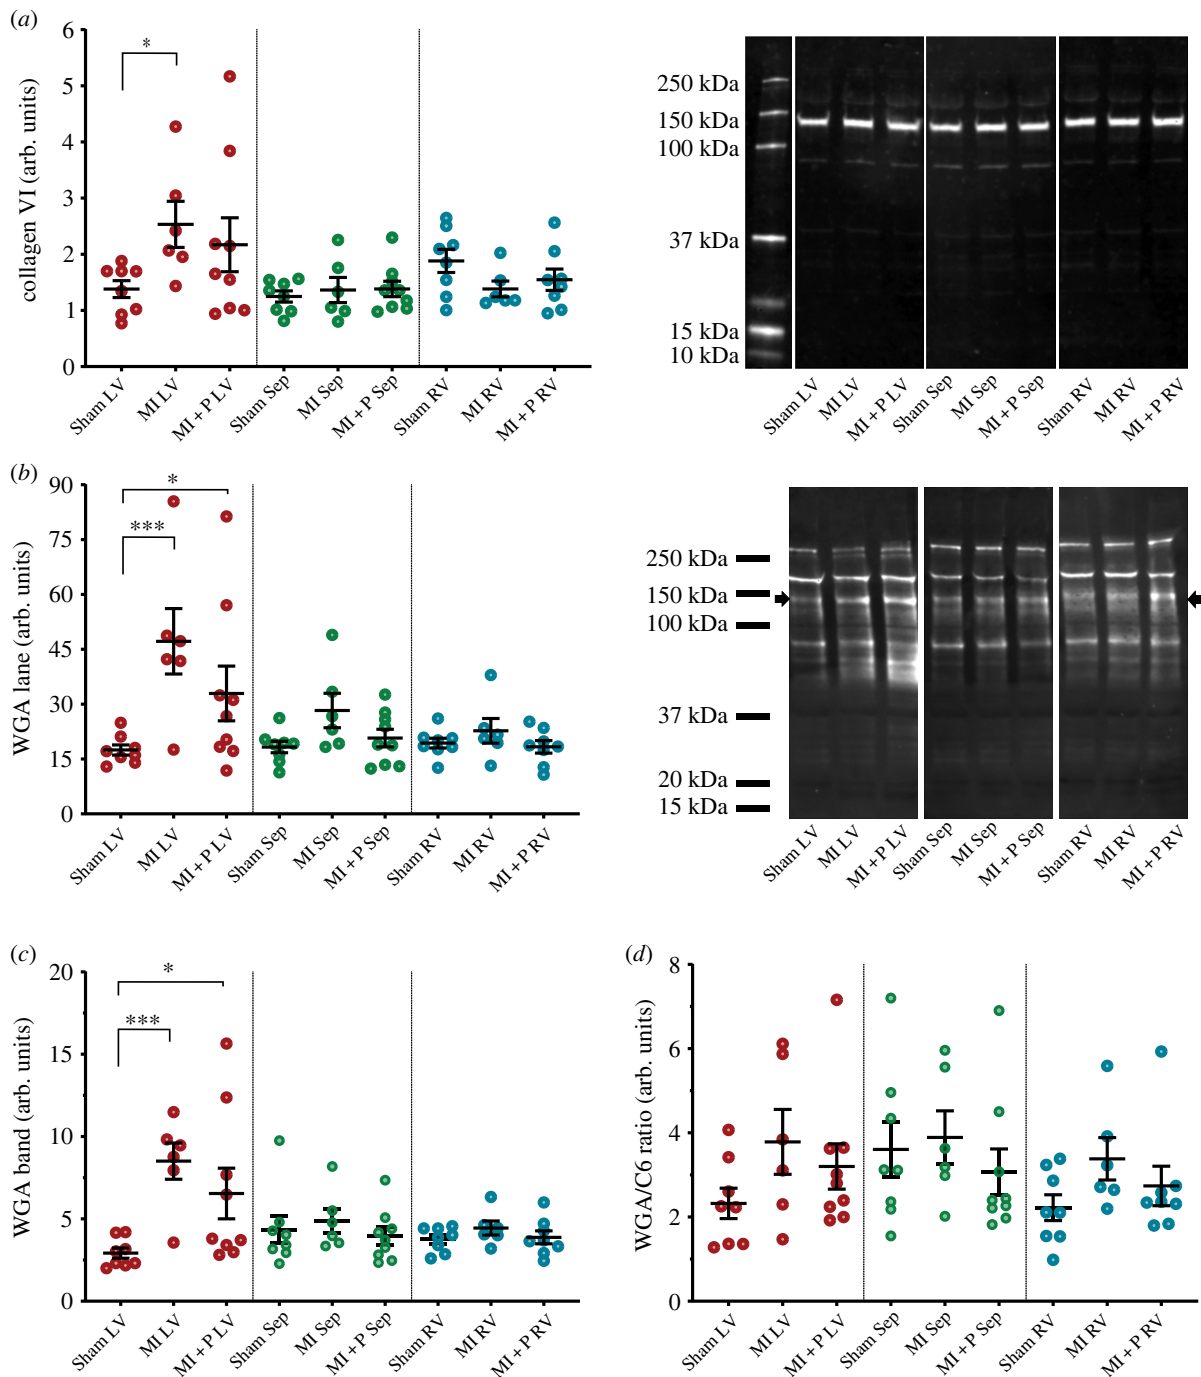 (a)
6
5
4
3
2
1
0
collagen VI (arb. units)
*
Sham LV
MI LV
MI + P LV
Sham Sep
MI Sep
MI + P Sep
Sham RV
MI RV
MI + P RV
250 kDa
150 kDa
100 kDa
37 kDa
15 kDa
10 kDa
Sham LV
MI LV
MI + P LV
Sham Sep
MI Sep
MI + P Sep
Sham RV
MI RV
MI + P RV
(b)
90
75
60
45
30
15
0
WGA lane (arb. units)
*
***
Sham LV
MI LV
MI + P LV
Sham Sep
MI Sep
MI + P Sep
Sham RV
MI RV
MI + P RV
250 kDa
150 kDa
100 kDa
37 kDa
20 kDa
15 kDa
Sham LV
MI LV
MI + P LV
Sham Sep
MI Sep
MI + P Sep
Sham RV
MI RV
MI + P RV
(c)
20
15
10
5
0
WGA band (arb. units)
*
***
Sham LV
MI LV
MI + P LV
Sham Sep
MI Sep
MI + P Sep
Sham RV
MI RV
MI + P RV
(d)
8
6
4
2
0
WGA/C6 ratio (arb. units)
Sham LV
MI LV
MI + P LV
Sham Sep
MI Sep
MI + P Sep
Sham RV
MI RV
MI + P RV